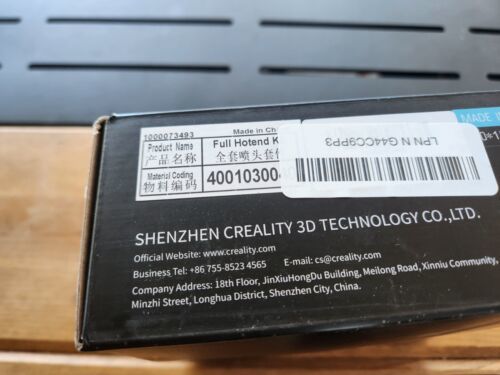 1000073493 Made in Ch
Product Name Full Hotend K
产品名称 全套喷头套件
Material Coding
物料编码 40010300
LPN N G44CC9PP3
MADE I
SHENZHEN CREALITY 3D TECHNOLOGY CO.,LTD.
Official Website: www.creality.com
Business Tel: +86 755-8523 4565 E-mail: cs@creality.com
Company Address: 18th Floor, JinXiuHongDu Building, Meilong Road, Xinniu Community,
Minzhi Street, Longhua District, Shenzhen City, China.